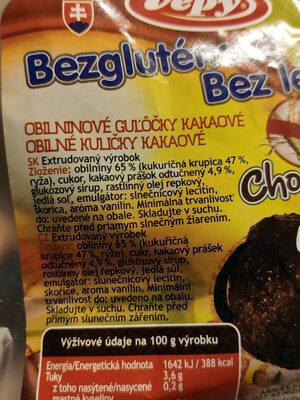 Vepy
Bezgluté
Bez
OBILNINOVÉ GUĽÔČKY KAKAOVÉ
OBILNÉ KULIČKY KAKAOVÉ
SK Extrudovaný výrobok
Zloženie: obilniny 65 % (kukuričná krupica 47 %,
ryža), cukor, kakaový prášok odtučnený 4,9 %,
glukózový sirup, rastlinný olej repkový,
jedlá soľ, emulgátor: slnečnicový lecitín,
škorica, aróma vanilín. Minimálna trvanlivosť
do: uvedené na obale. Skladujte v suchu.
Chráňte pred priamym slnečným žiarením.
CZ Extrudovaný výrobek
Složení: obiloviny 65 % (kukuřičná
krupice 47 %, rýže), cukr, kakaový prášek
odtučněný 4,9 %, glukózový sirup,
rostlinný olej řepkový, jedlá sůl,
emulgátor: slunečnicový lecitin,
skořice, aroma vanilin. Minimální
trvanlivost do: uvedeno na obalu.
Skladujte v suchu. Chraňte před
přímým slunečním zářením.
Cho
Výživové údaje na 100 g výrobku
Energia/Energetická hodnota 1642 kJ / 388 kcal
Tuky 3,6 g
z toho nasýtené/nasycené 0,2 g
mastné kyseliny